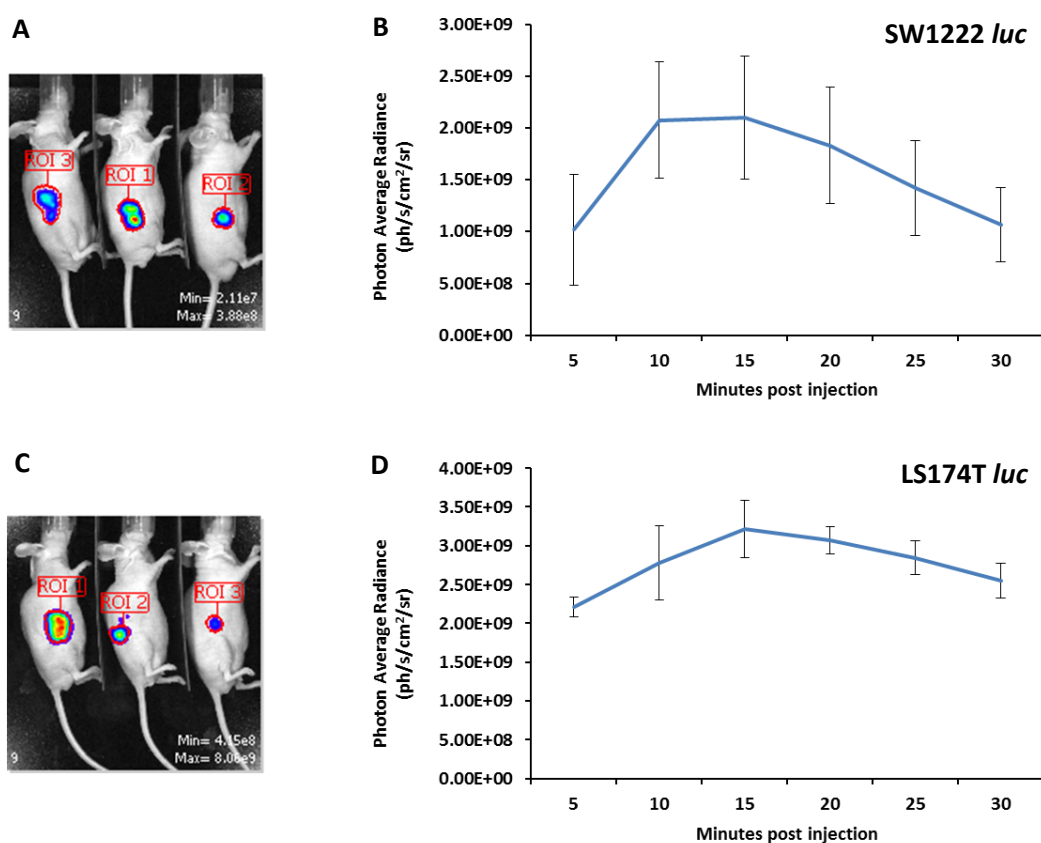 A
ROI 3
ROI 1
ROI 2
Min= 2.11e7
Max= 3.88e8
9
B
SW1222 luc
Photon Average Radiance
(ph/s/cm²/sr)
3.00E+09
2.50E+09
2.00E+09
1.50E+09
1.00E+09
5.00E+08
0.00E+00
5 10 15 20 25 30
Minutes post injection
C
ROI 1
ROI 2
ROI 3
Min= 4.15e8
Max= 8.06e9
9
D
LS174T luc
Photon Average Radiance
(ph/s/cm²/sr)
4.00E+09
3.50E+09
3.00E+09
2.50E+09
2.00E+09
1.50E+09
1.00E+09
5.00E+08
0.00E+00
5 10 15 20 25 30
Minutes post injection